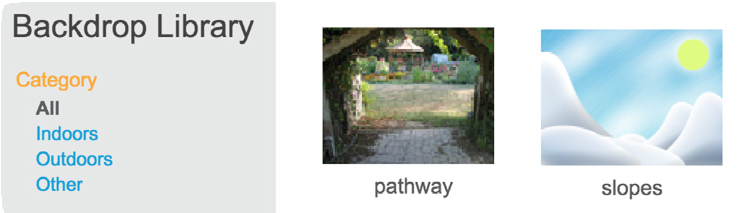 Backdrop Library
Category
All
Indoors
Outdoors
Other
pathway
slopes